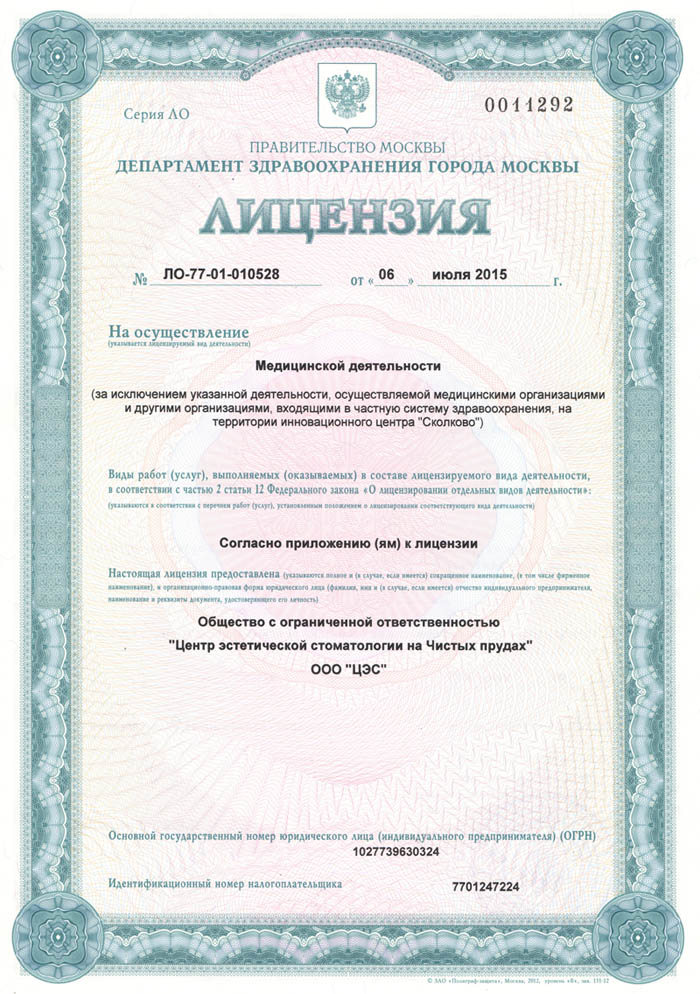 Серия ЛО
0011292
ПРАВИТЕЛЬСТВО МОСКВЫ
ДЕПАРТАМЕНТ ЗДРАВООХРАНЕНИЯ ГОРОДА МОСКВЫ
ЛИЦЕНЗИЯ
№ ЛО-77-01-010528 от « 06 » июля 2015 г.
На осуществление
(указывается лицензируемый вид деятельности)
Медицинской деятельности
(за исключением указанной деятельности, осуществляемой медицинскими организациями
и другими организациями, входящими в частную систему здравоохранения, на
территории инновационного центра "Сколково")
Виды работ (услуг), выполняемых (оказываемых) в составе лицензируемого вида деятельности,
в соответствии с частью 2 статьи 12 Федерального закона «О лицензировании отдельных видов деятельности»:
(указываются в соответствии с перечнем работ (услуг), установленным положением о лицензировании соответствующего вида деятельности)
Согласно приложению (ям) к лицензии
Настоящая лицензия предоставлена (указываются полное и (в случае, если имеется) сокращенное наименование, (в том числе фирменное
наименование), и организационно-правовая форма юридического лица (фамилия, имя и (в случае, если имеется) отчество индивидуального предпринимателя,
наименование и реквизиты документа, удостоверяющего его личность)
Общество с ограниченной ответственностью
"Центр эстетической стоматологии на Чистых прудах"
ООО "ЦЭС"
Основной государственный номер юридического лица (индивидуального предпринимателя) (ОГРН)
1027739630324
Идентификационный номер налогоплательщика 7701247224
© ЗАО «Полиграф-защита», Москва, 2012, уровень «В», зак. 131-12